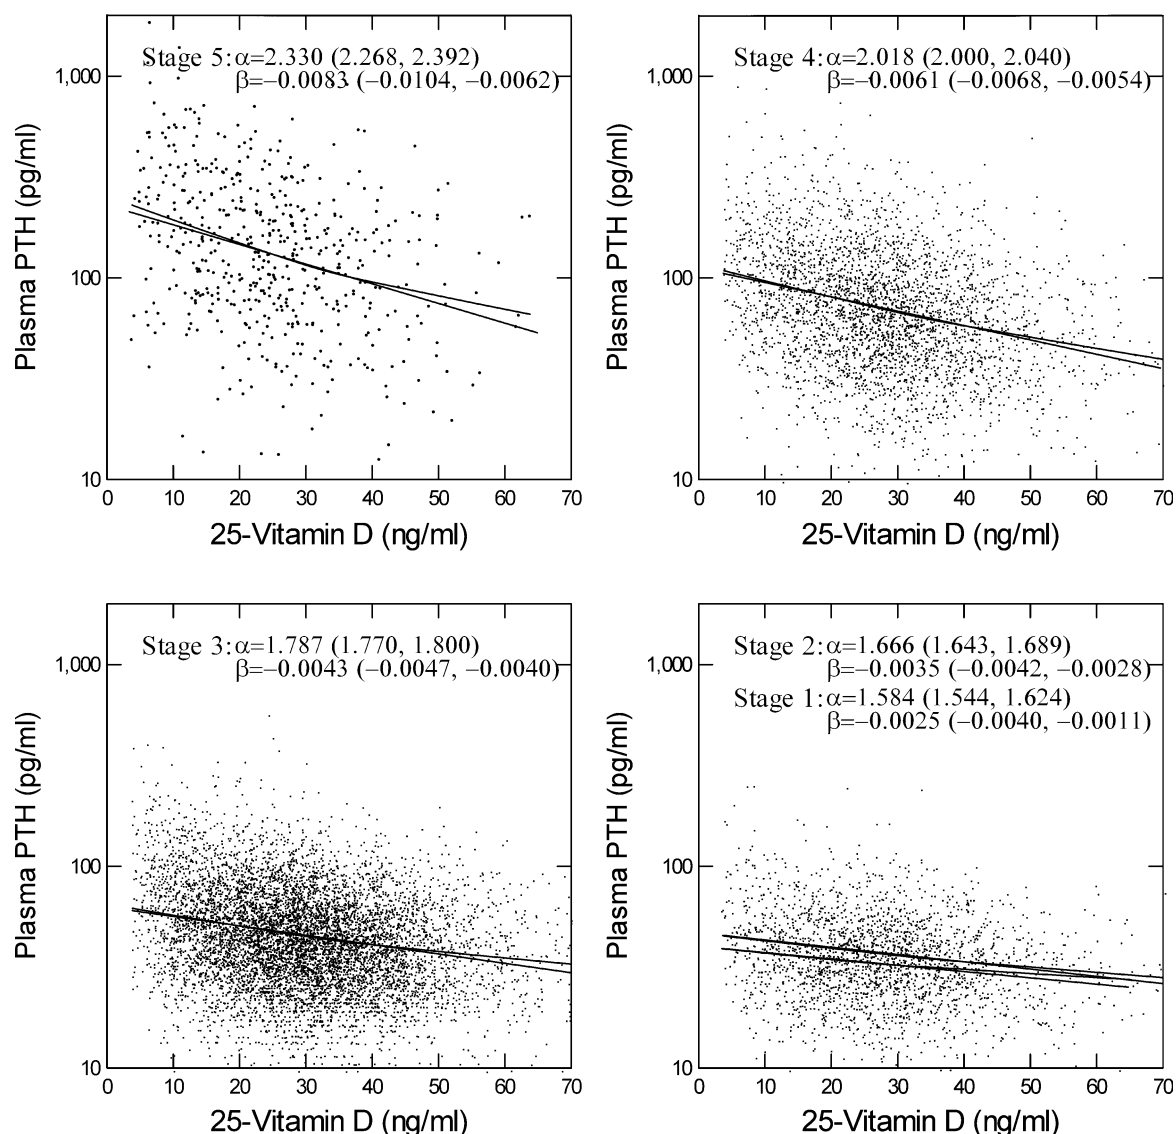 Stage 5: α=2.330 (2.268, 2.392)
β=−0.0083 (−0.0104, −0.0062)
1,000
100
10
Plasma PTH (pg/ml)
0 10 20 30 40 50 60 70
25-Vitamin D (ng/ml)
Stage 4: α=2.018 (2.000, 2.040)
β=−0.0061 (−0.0068, −0.0054)
1,000
100
10
Plasma PTH (pg/ml)
0 10 20 30 40 50 60 70
25-Vitamin D (ng/ml)
Stage 3: α=1.787 (1.770, 1.800)
β=−0.0043 (−0.0047, −0.0040)
1,000
100
10
Plasma PTH (pg/ml)
0 10 20 30 40 50 60 70
25-Vitamin D (ng/ml)
Stage 2: α=1.666 (1.643, 1.689)
β=−0.0035 (−0.0042, −0.0028)
Stage 1: α=1.584 (1.544, 1.624)
β=−0.0025 (−0.0040, −0.0011)
1,000
100
10
Plasma PTH (pg/ml)
0 10 20 30 40 50 60 70
25-Vitamin D (ng/ml)